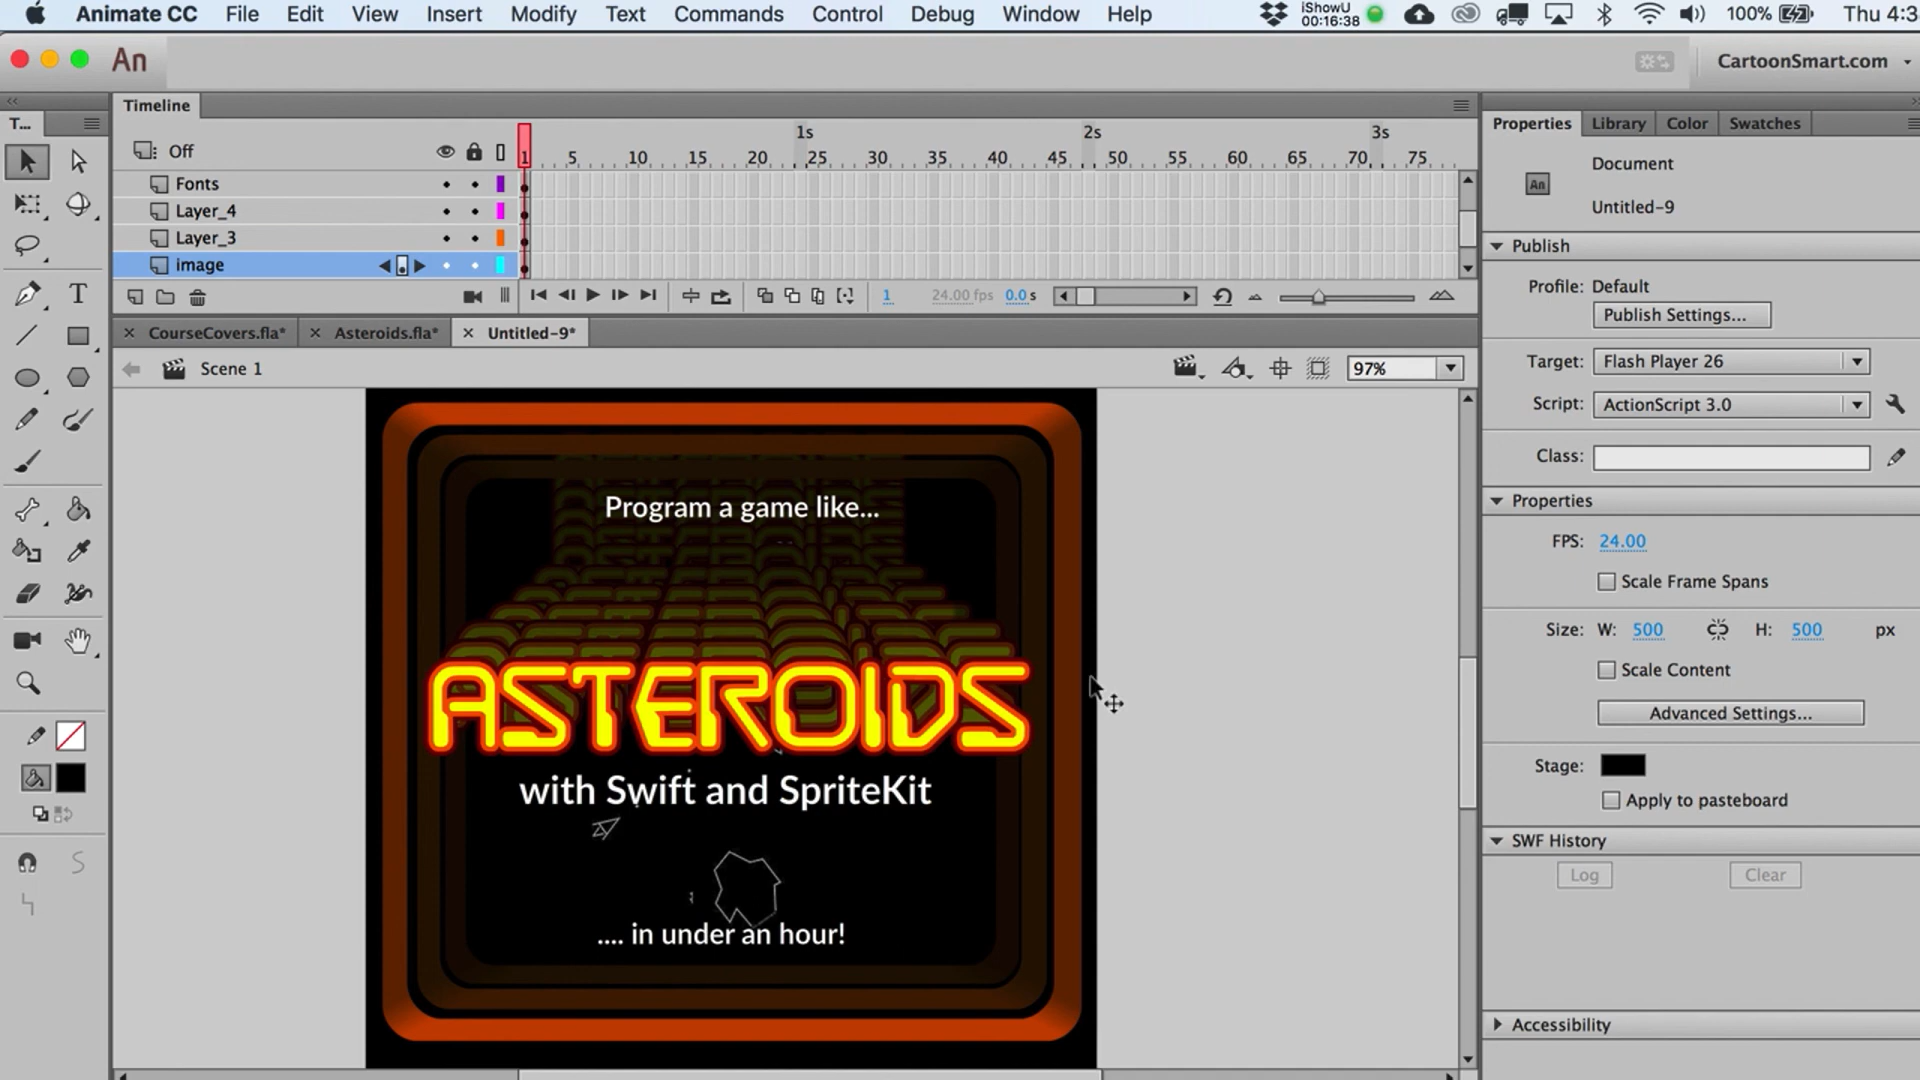 Animate CC File Edit View Insert Modify Text Commands Control Debug Window Help iShowU 00:16:38 100% Thu 4:3
An CartoonSmart.com
T... Timeline Properties Library Color Swatches
1s 2s 3s
Off 1 5 10 15 20 25 30 35 40 45 50 55 60 65 70 75
Fonts
Layer_4
Layer_3
image
1 24.00 fps 0.0 s
CourseCovers.fla* Asteroids.fla* Untitled-9*
Scene 1 97%
Program a game like...
ASTEROIDS
with Swift and SpriteKit
.... in under an hour!
Document
An
Untitled-9
Publish
Profile: Default
Publish Settings...
Target: Flash Player 26
Script: ActionScript 3.0
Class:
Properties
FPS: 24.00
Scale Frame Spans
Size: W: 500 H: 500 px
Scale Content
Advanced Settings...
Stage:
Apply to pasteboard
SWF History
Log Clear
Accessibility